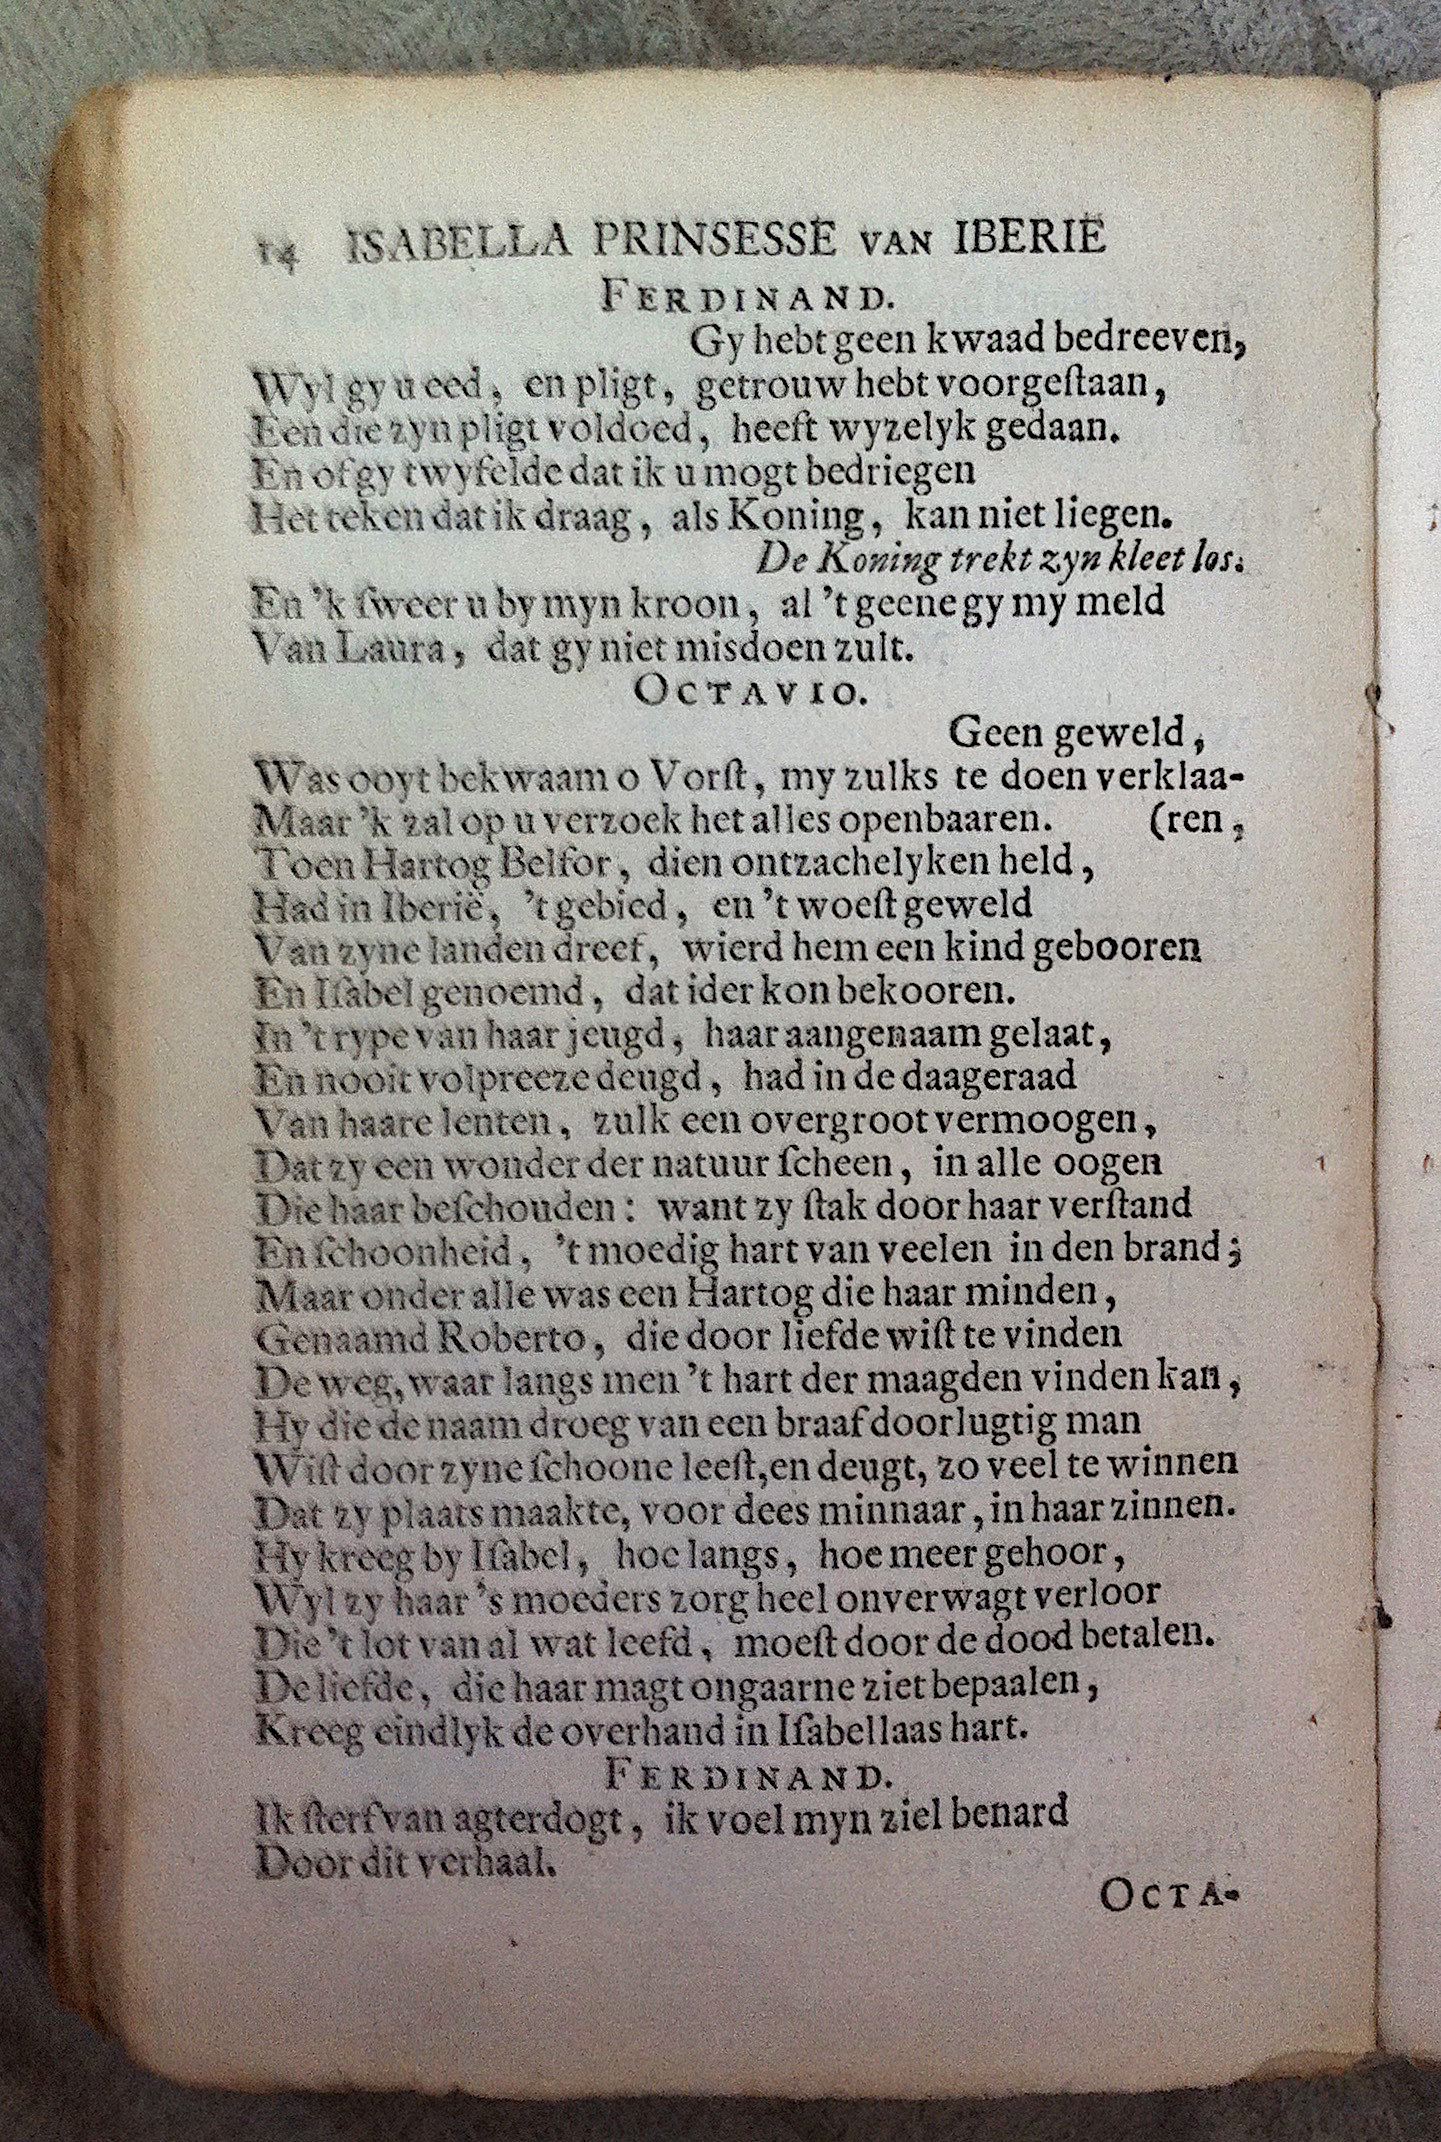 14 ISABELLA PRINSESSE VAN IBERIË
FERDINAND.
Gy hebt geen kwaad bedreeven,
Wyl gy u eed, en pligt, getrouw hebt voorgeſtaan,
Een die zyn pligt voldoed, heeft wyzelyk gedaan.
En of gy twyfelde dat ik u mogt bedriegen
Het teken dat ik draag, als Koning, kan niet liegen.
De Koning trekt zyn kleet los.
En 'k ſweer u by myn kroon, al 't geene gy my meld
Van Laura, dat gy niet misdoen zult.
OCTAVIO.
Geen geweld,
Was ooyt bekwaam o Vorſt, my zulks te doen verklaa-
Maar 'k zal op u verzoek het alles openbaaren. (ren,
Toen Hartog Belfor, dien ontzachelyken held,
Had in Iberië, 't gebied, en 't woeſt geweld
Van zyne landen dreef, wierd hem een kind gebooren
En Iſabel genoemd, dat ider kon bekooren.
In 't rype van haar jeugd, haar aangenaam gelaat,
En nooit volpreeze deugd, had in de daageraad
Van haare lenten, zulk een overgroot vermoogen,
Dat zy een wonder der natuur ſcheen, in alle oogen
Die haar beſchouden: want zy ſtak door haar verſtand
En ſchoonheid, 't moedig hart van veelen in den brand;
Maar onder alle was een Hartog die haar minden,
Genaamd Roberto, die door liefde wiſt te vinden
De weg, waar langs men 't hart der maagden vinden kan,
Hy die de naam droeg van een braaf doorlugtig man
Wiſt door zyne ſchoone leeſt, en deugt, zo veel te winnen
Dat zy plaats maakte, voor dees minnaar, in haar zinnen.
Hy kreeg by Iſabel, hoe langs, hoe meer gehoor,
Wyl zy haar 's moeders zorg heel onverwagt verloor
Die 't lot van al wat leefd, moeſt door de dood betalen.
De liefde, die haar magt ongaarne ziet bepaalen,
Kreeg eindlyk de overhand in Iſabellaas hart.
FERDINAND.
Ik ſterf van agterdogt, ik voel myn ziel benard
Door dit verhaal.
OCTA-